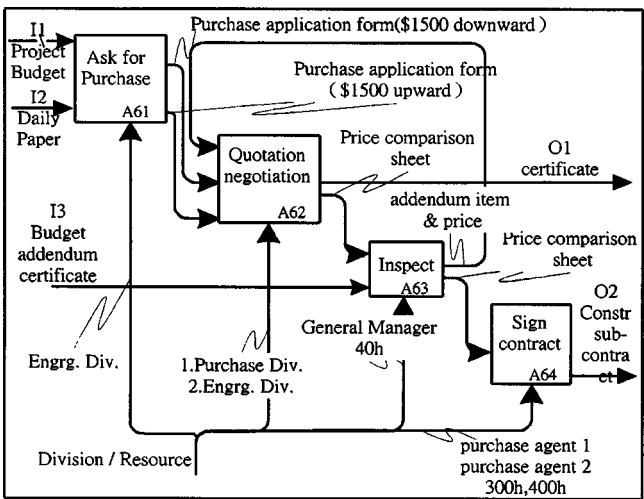 Purchase application form($1500 downward )
I1
Project
Budget
Ask for
Purchase
A61
Purchase application form
( $1500 upward )
I2
Daily
Paper
Quotation
negotiation
A62
Price comparison
sheet
O1
certificate
addendum item
& price
I3
Budget
addendum
certificate
Inspect
A63
Price comparison
sheet
General Manager
40h
O2
Constr
sub-
contra
ct
Sign
contract
A64
Engrg. Div.
1.Purchase Div.
2.Engrg. Div.
Division / Resource
purchase agent 1
purchase agent 2
300h,400h